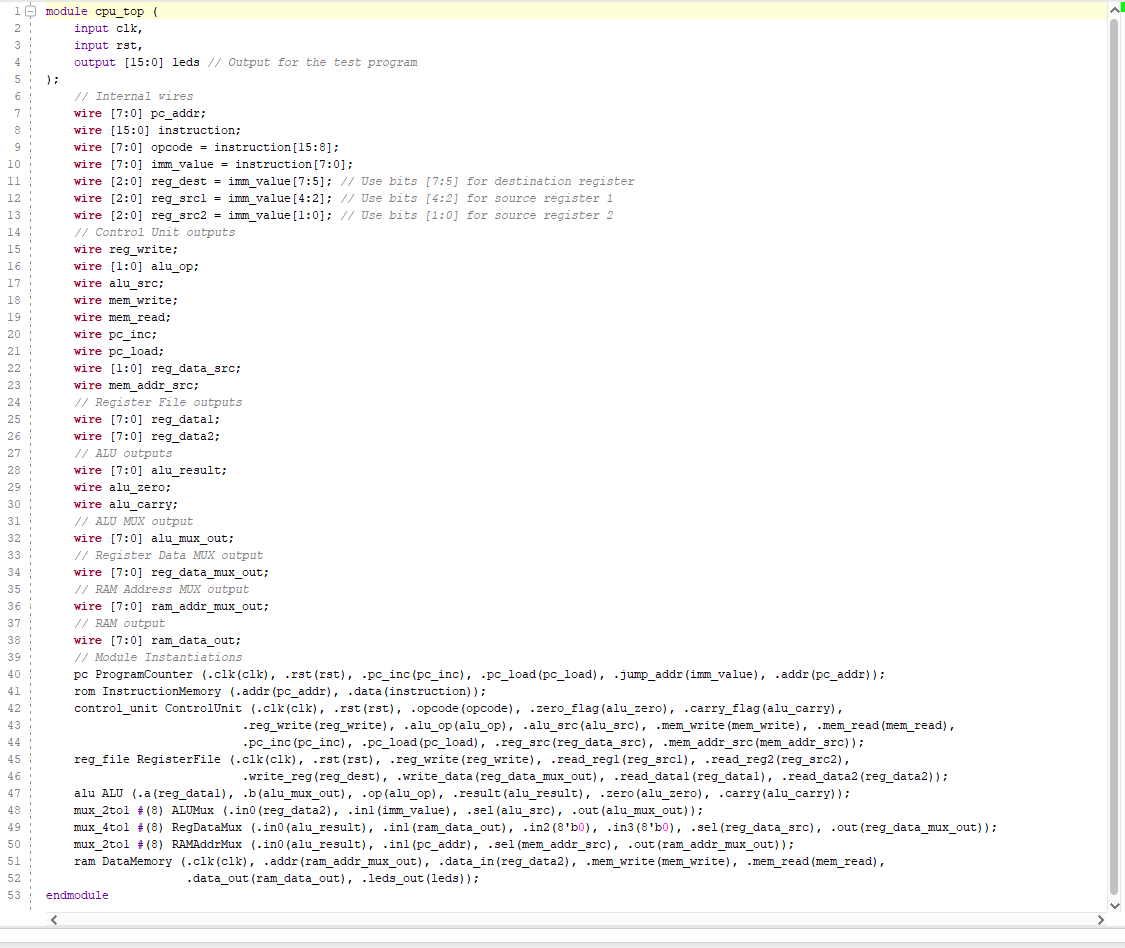 1 module cpu_top (
2     input clk,
3     input rst,
4     output [15:0] leds // Output for the test program
5 );
6     // Internal wires
7     wire [7:0] pc_addr;
8     wire [15:0] instruction;
9     wire [7:0] opcode = instruction[15:8];
10     wire [7:0] imm_value = instruction[7:0];
11     wire [2:0] reg_dest = imm_value[7:5]; // Use bits [7:5] for destination register
12     wire [2:0] reg_src1 = imm_value[4:2]; // Use bits [4:2] for source register 1
13     wire [2:0] reg_src2 = imm_value[1:0]; // Use bits [1:0] for source register 2
14     // Control Unit outputs
15     wire reg_write;
16     wire [1:0] alu_op;
17     wire alu_src;
18     wire mem_write;
19     wire mem_read;
20     wire pc_inc;
21     wire pc_load;
22     wire [1:0] reg_data_src;
23     wire mem_addr_src;
24     // Register File outputs
25     wire [7:0] reg_data1;
26     wire [7:0] reg_data2;
27     // ALU outputs
28     wire [7:0] alu_result;
29     wire alu_zero;
30     wire alu_carry;
31     // ALU MUX output
32     wire [7:0] alu_mux_out;
33     // Register Data MUX output
34     wire [7:0] reg_data_mux_out;
35     // RAM Address MUX output
36     wire [7:0] ram_addr_mux_out;
37     // RAM output
38     wire [7:0] ram_data_out;
39     // Module Instantiations
40     pc ProgramCounter (.clk(clk), .rst(rst), .pc_inc(pc_inc), .pc_load(pc_load), .jump_addr(imm_value), .addr(pc_addr));
41     rom InstructionMemory (.addr(pc_addr), .data(instruction));
42     control_unit ControlUnit (.clk(clk), .rst(rst), .opcode(opcode), .zero_flag(alu_zero), .carry_flag(alu_carry),
43                             .reg_write(reg_write), .alu_op(alu_op), .alu_src(alu_src), .mem_write(mem_write), .mem_read(mem_read),
44                             .pc_inc(pc_inc), .pc_load(pc_load), .reg_src(reg_data_src), .mem_addr_src(mem_addr_src));
45     reg_file RegisterFile (.clk(clk), .rst(rst), .reg_write(reg_write), .read_reg1(reg_src1), .read_reg2(reg_src2),
46                             .write_reg(reg_dest), .write_data(reg_data_mux_out), .read_data1(reg_data1), .read_data2(reg_data2));
47     alu ALU (.a(reg_data1), .b(alu_mux_out), .op(alu_op), .result(alu_result), .zero(alu_zero), .carry(alu_carry));
48     mux_2to1 #(8) ALUMux (.in0(reg_data2), .in1(imm_value), .sel(alu_src), .out(alu_mux_out));
49     mux_4to1 #(8) RegDataMux (.in0(alu_result), .in1(ram_data_out), .in2(8'b0), .in3(8'b0), .sel(reg_data_src), .out(reg_data_mux_out));
50     mux_2to1 #(8) RAMAddrMux (.in0(alu_result), .in1(pc_addr), .sel(mem_addr_src), .out(ram_addr_mux_out));
51     ram DataMemory (.clk(clk), .addr(ram_addr_mux_out), .data_in(reg_data2), .mem_write(mem_write), .mem_read(mem_read),
52                     .data_out(ram_data_out), .leds_out(leds));
53 endmodule